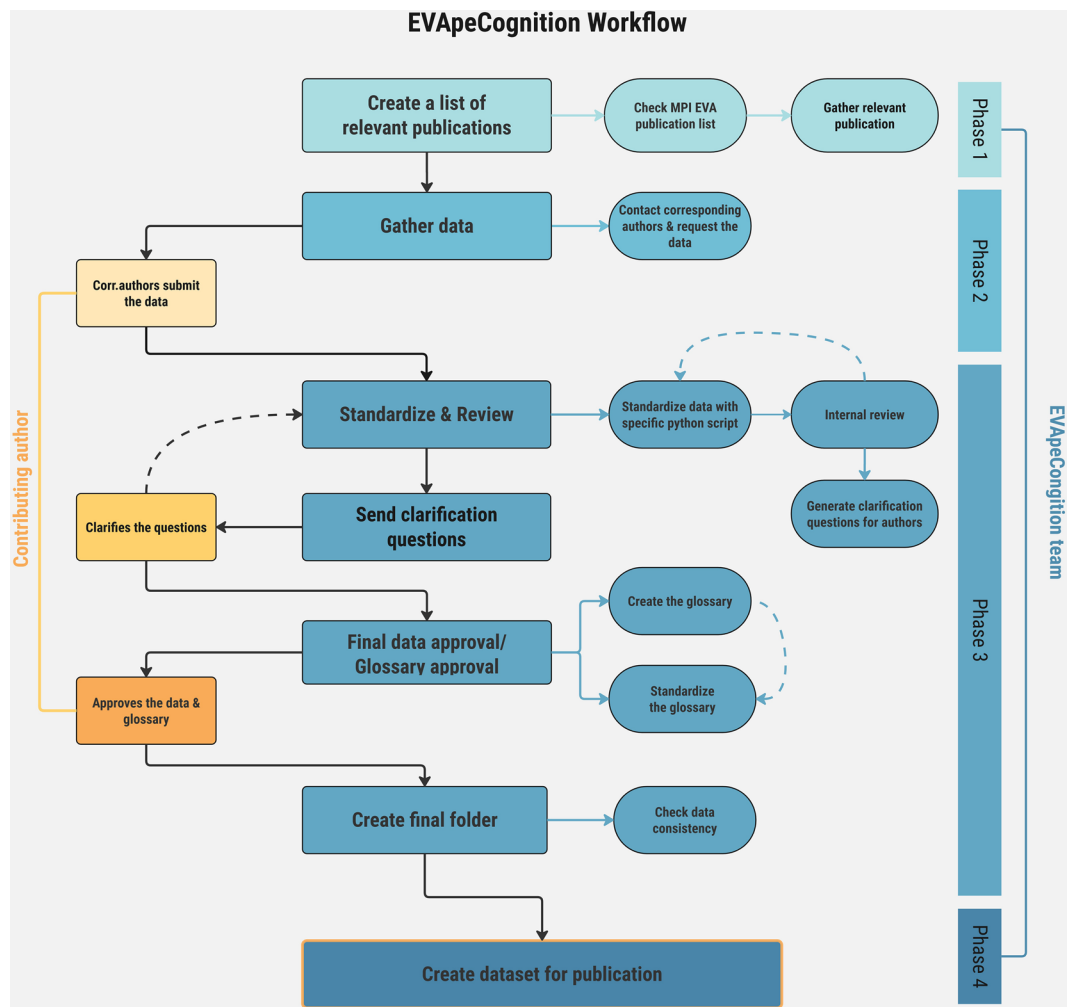 EVApeCognition Workflow
Create a list of
relevant publications
Check MPI EVA
publication list
Gather relevant
publication
Phase 1
Gather data
Contact corresponding
authors & request the
data
Phase 2
Corr.authors submit
the data
Standardize & Review
Standardize data with
specific python script
Internal review
Generate clarification
questions for authors
Send clarification
questions
Clarifies the questions
Contributing author
EVApeCongition team
Phase 3
Final data approval/
Glossary approval
Create the glossary
Standardize
the glossary
Approves the data &
glossary
Create final folder
Check data
consistency
Create dataset for publication
Phase 4